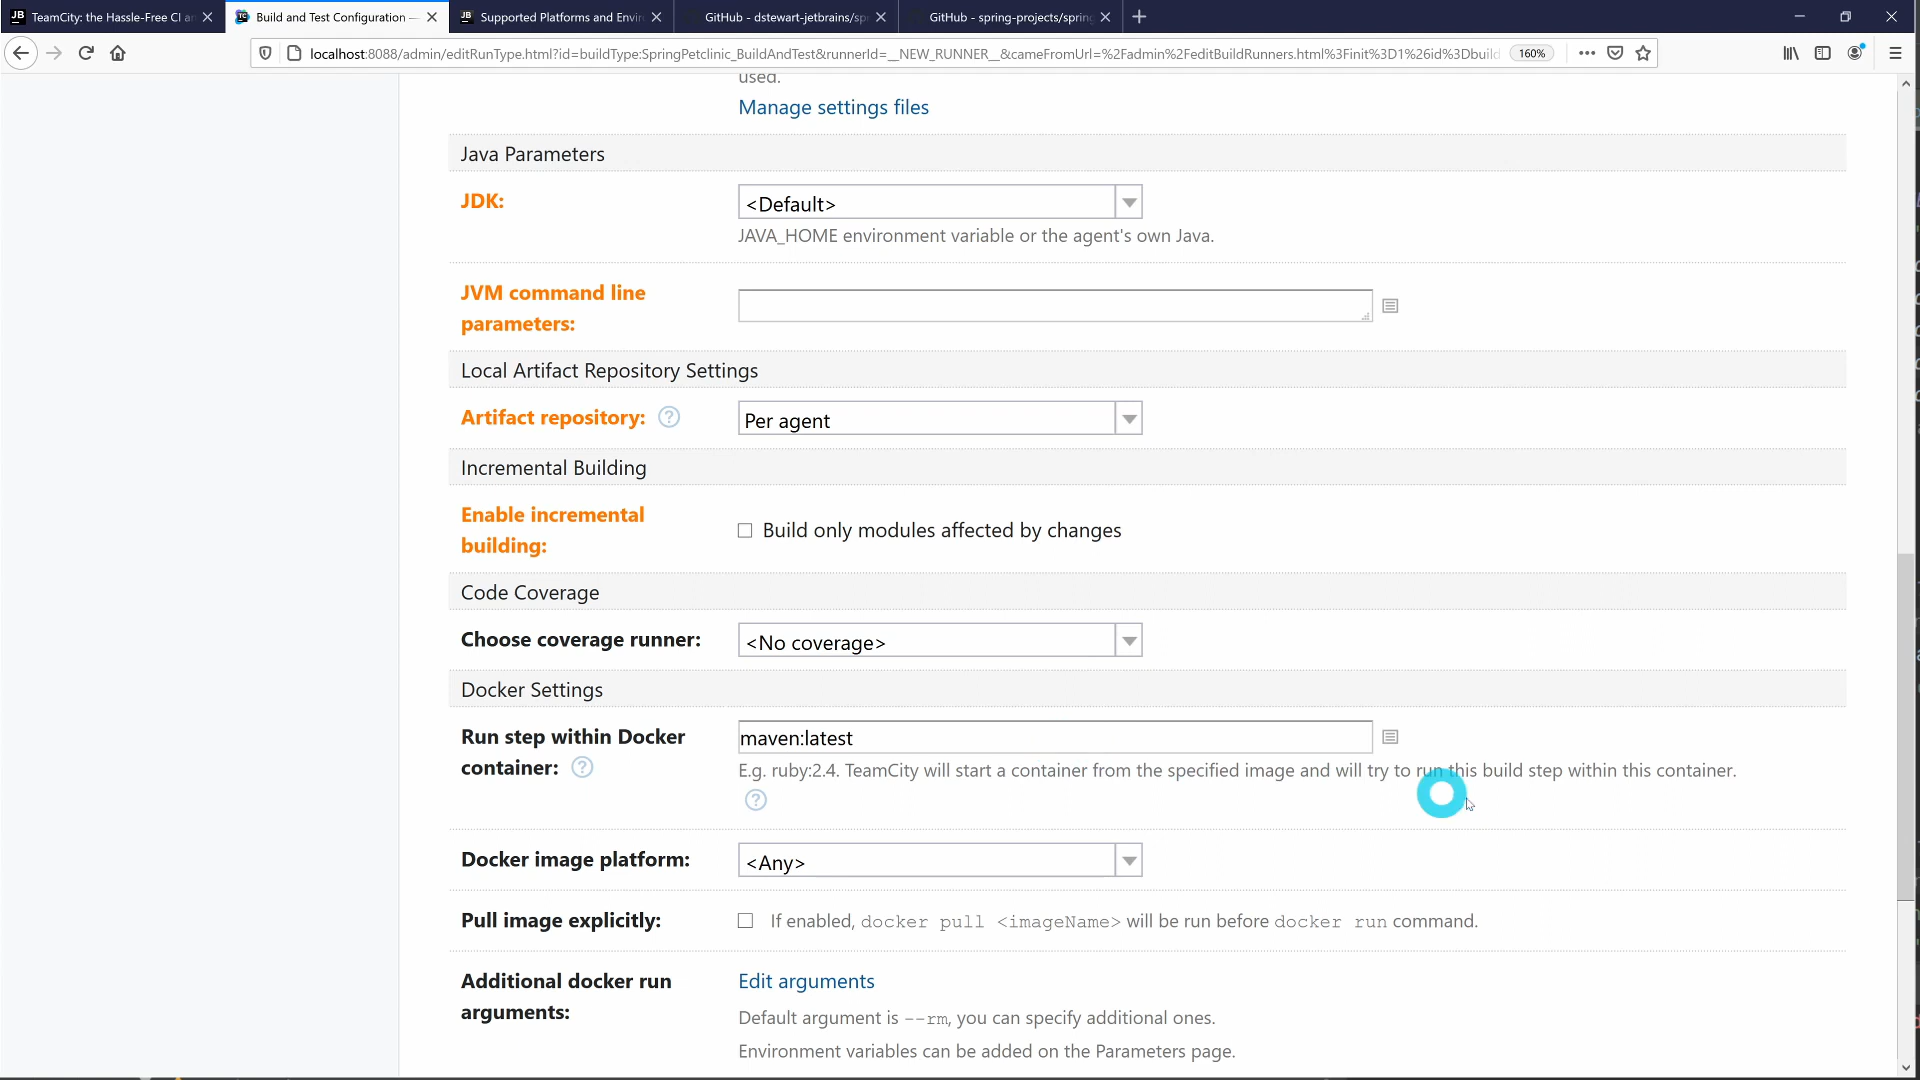 TeamCity: the Hassle-Free CI an
Build and Test Configuration —
Supported Platforms and Enviro
GitHub - dstewart-jetbrains/spr
GitHub - spring-projects/spring
localhost:8088/admin/editRunType.html?id=buildType:SpringPetclinic_BuildAndTest&runnerId=__NEW_RUNNER__&cameFromUrl=%2Fadmin%2FeditBuildRunners.html%3Finit%3D1%26id%3Dbuild
160%
used.
Manage settings files
Java Parameters
JDK:
<Default>
JAVA_HOME environment variable or the agent's own Java.
JVM command line
parameters:
Local Artifact Repository Settings
Artifact repository:
Per agent
Incremental Building
Enable incremental
building:
Build only modules affected by changes
Code Coverage
Choose coverage runner:
<No coverage>
Docker Settings
Run step within Docker
container:
maven:latest
E.g. ruby:2.4. TeamCity will start a container from the specified image and will try to run this build step within this container.
Docker image platform:
<Any>
Pull image explicitly:
If enabled, docker pull <imageName> will be run before docker run command.
Additional docker run
arguments:
Edit arguments
Default argument is --rm, you can specify additional ones.
Environment variables can be added on the Parameters page.